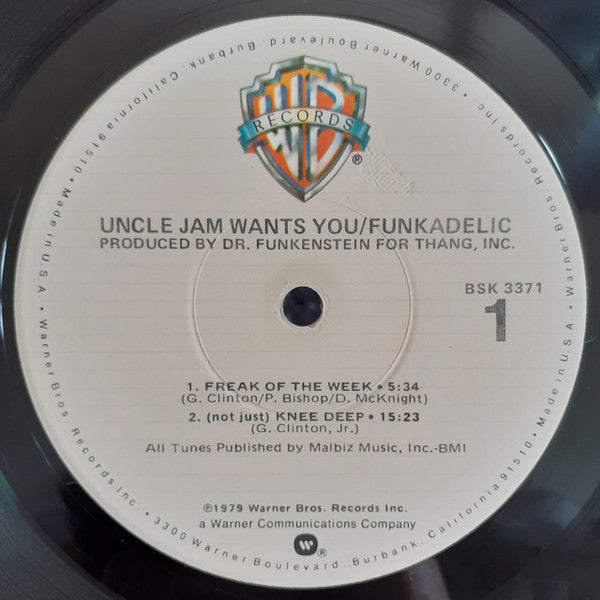 WB
RECORDS
®
UNCLE JAM WANTS YOU/FUNKADELIC
PRODUCED BY DR. FUNKENSTEIN FOR THANG, INC.
BSK 3371
1
1. FREAK OF THE WEEK • 5:34
(G. Clinton/P. Bishop/D. McKnight)
2. (not just) KNEE DEEP • 15:23
(G. Clinton, Jr.)
All Tunes Published by Malbiz Music, Inc.-BMI
℗1979 Warner Bros. Records Inc.
a Warner Communications Company
W®
Warner Bros. Records Inc. • 3300 Warner Boulevard, Burbank, California 91510 • Made in U.S.A. • Warner Bros. Records Inc. • 3300 Warner Boulevard, Burbank, California 91510 • Made in U.S.A. •